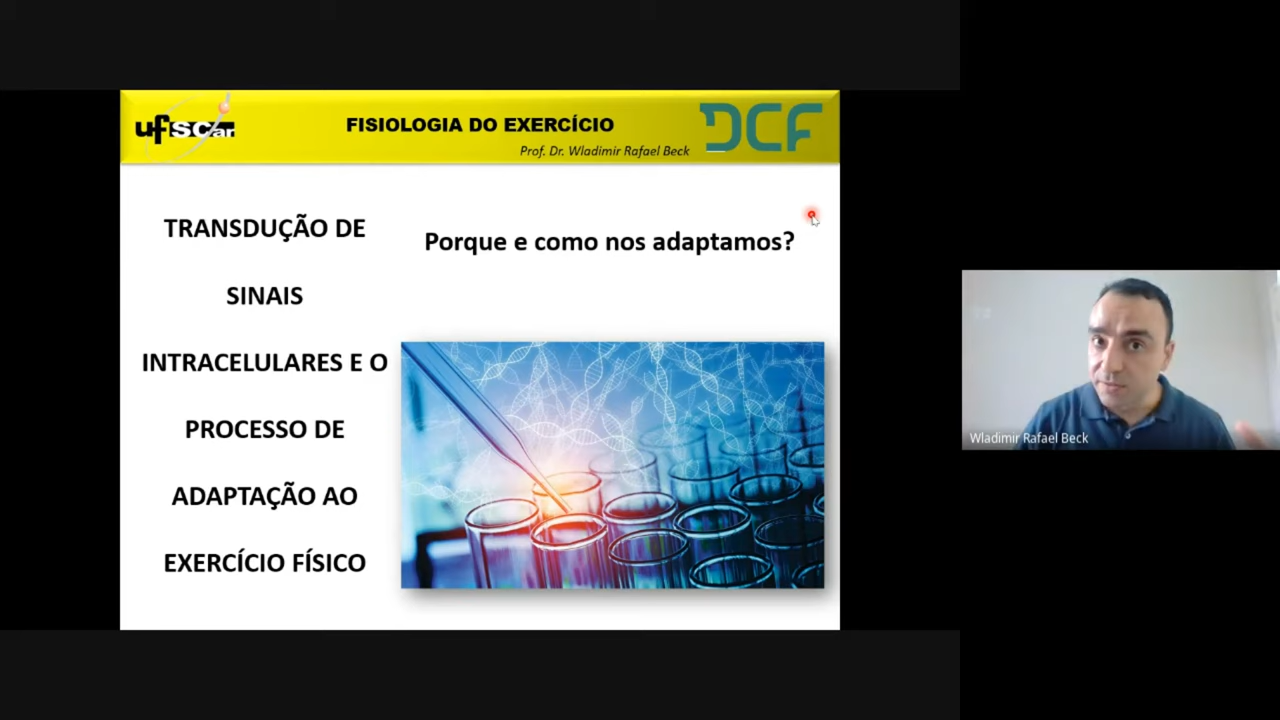 ufscar
FISIOLOGIA DO EXERCÍCIO
Prof. Dr. Wladimir Rafael Beck
DCF
TRANSDUÇÃO DE
SINAIS
INTRACELULARES E O
PROCESSO DE
ADAPTAÇÃO AO
EXERCÍCIO FÍSICO
Porque e como nos adaptamos?
Wladimir Rafael Beck